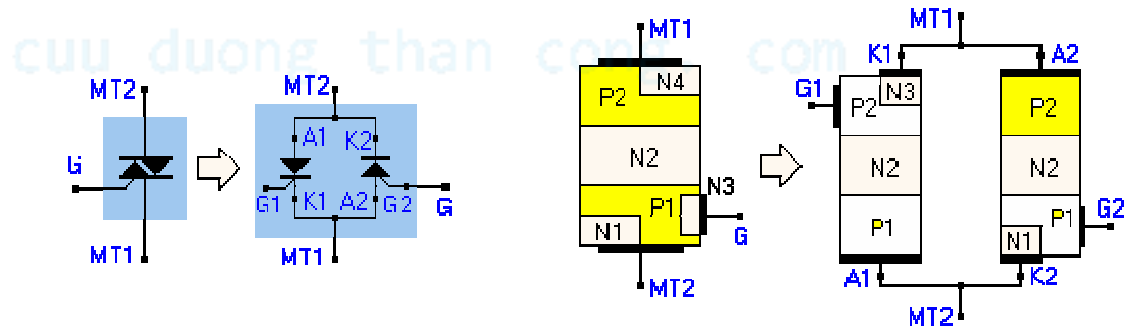 cuu duong than cong . com
MT2
G
MT1
MT2
A1 K2
G1 K1 A2 G2 G
MT1
MT1
P2 N4
N2
N3
P1
N1 G
MT2
MT1
K1 A2
G1 P2 N3 P2
N2 N2
P1 P1 G2
N1
A1 K2
MT2